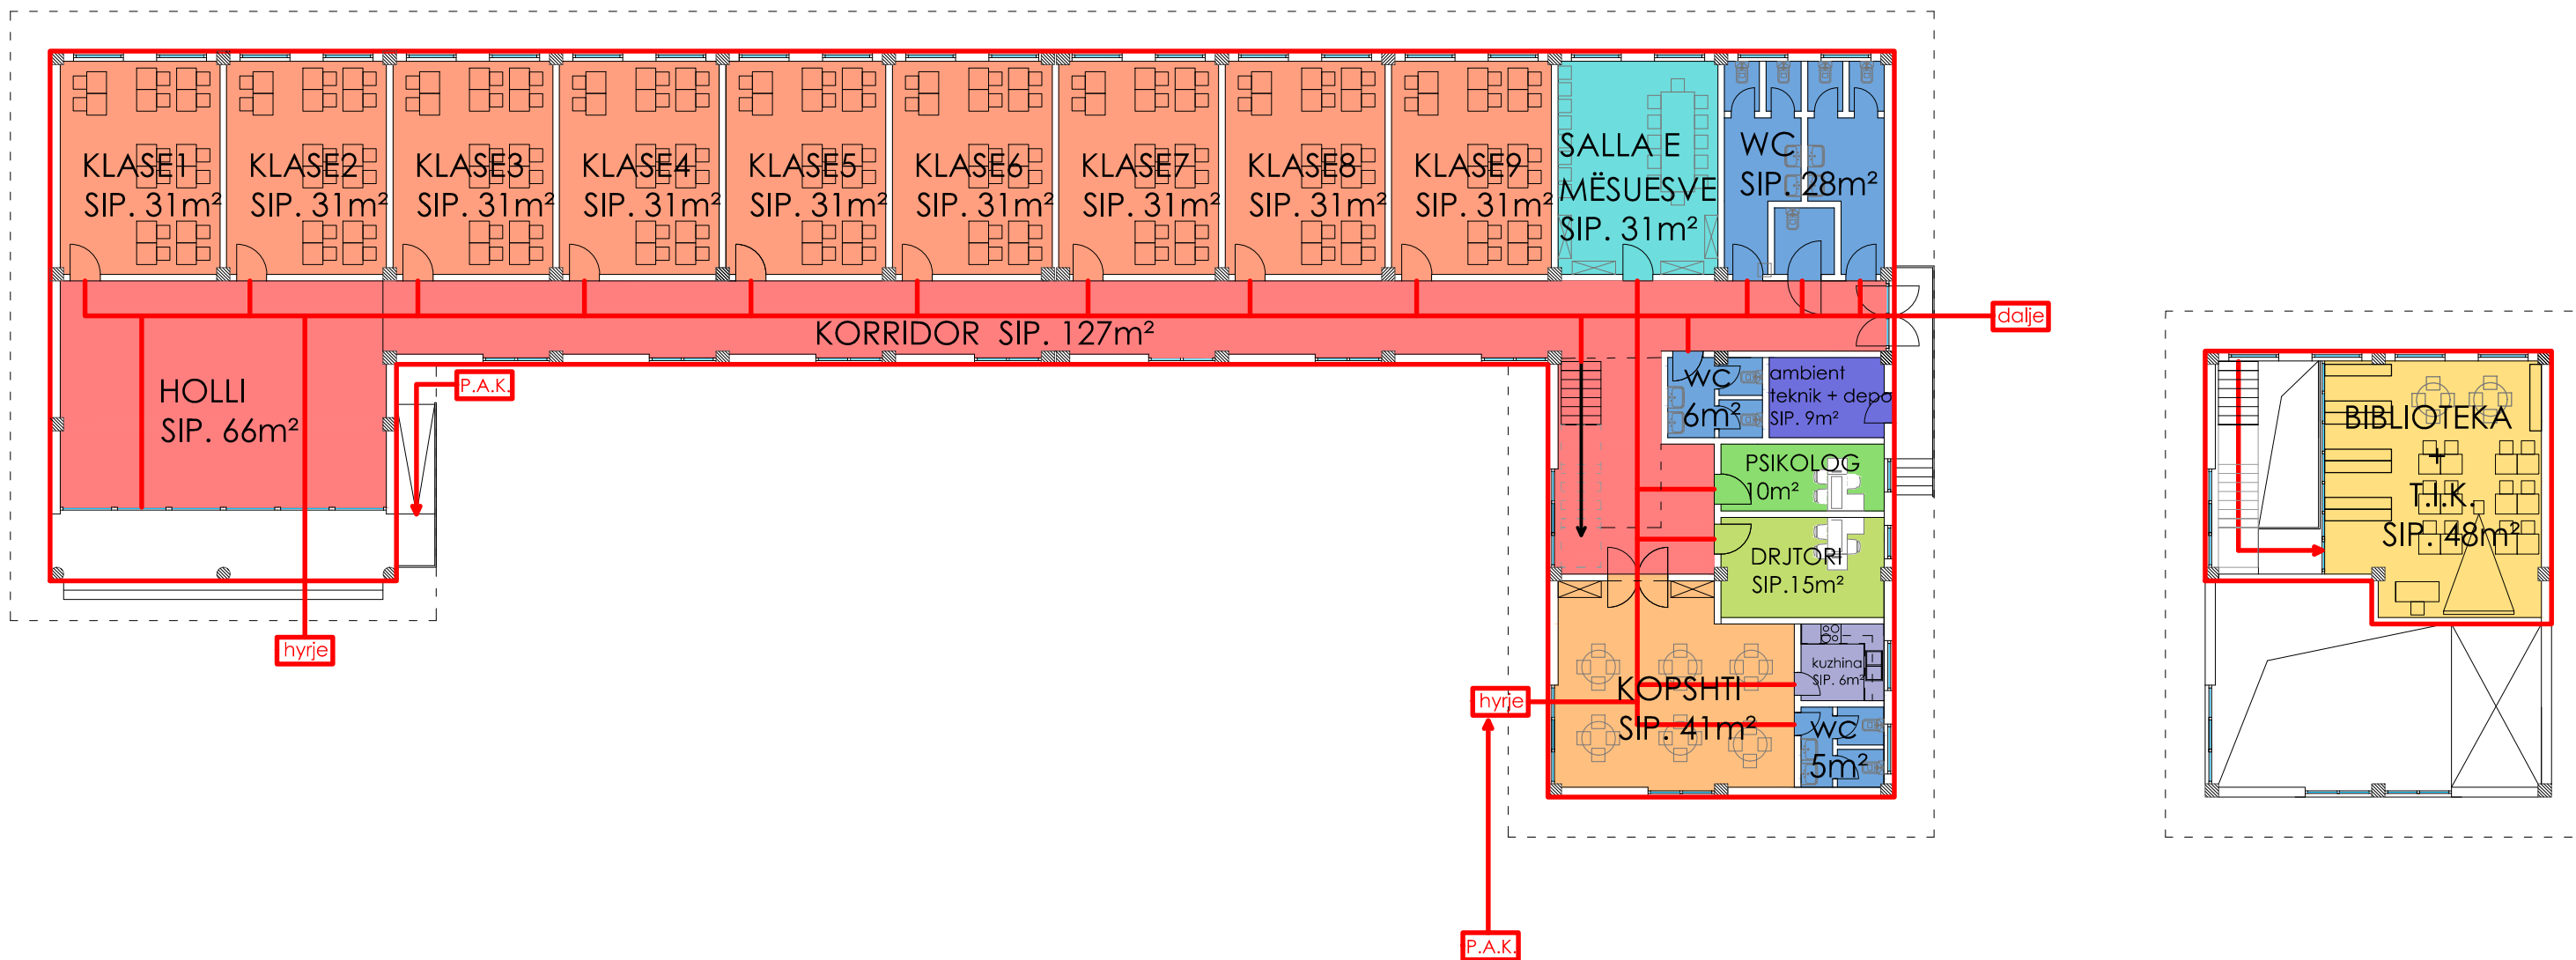 KLASE1
SIP. 31m²
KLASE2
SIP. 31m²
KLASE3
SIP. 31m²
KLASE4
SIP. 31m²
KLASE5
SIP. 31m²
KLASE6
SIP. 31m²
KLASE7
SIP. 31m²
KLASE8
SIP. 31m²
KLASE9
SIP. 31m²
SALLA E
MËSUESVE
SIP. 31m²
WC
SIP. 28m²
KORRIDOR SIP. 127m²
dalje
HOLLI
SIP. 66m²
P.A.K.
hyrje
WC
6m²
ambient
teknik + depo
SIP. 9m²
PSIKOLOG
10m²
DRJTORI
SIP.15m²
kuzhina
SIP. 6m²
KOPSHTI
SIP. 41m²
WC
5m²
hyrje
P.A.K.
BIBLIOTEKA
+
T.I.K.
SIP. 48m²